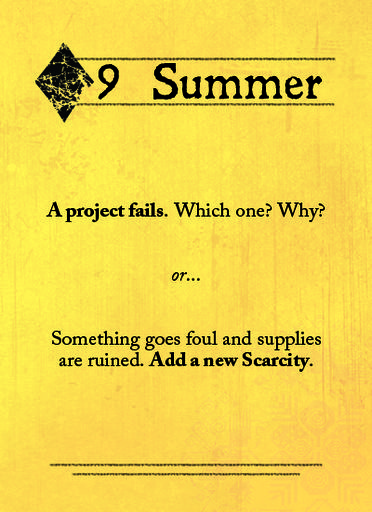 9 Summer
A project fails. Which one? Why?
or...
Something goes foul and supplies
are ruined. Add a new Scarcity.